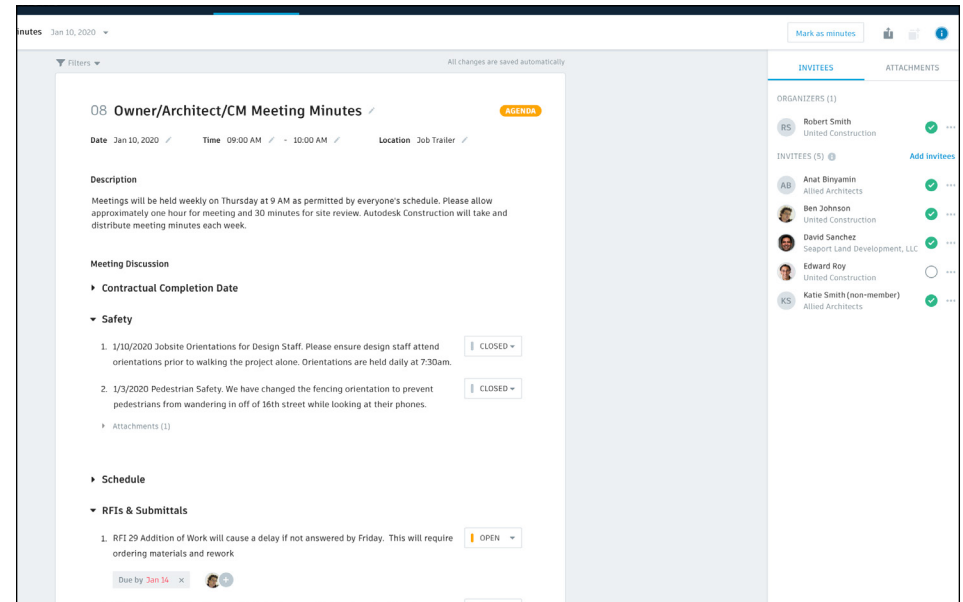 inutes Jan 10, 2020
Mark as minutes
Filters
All changes are saved automatically
08 Owner/Architect/CM Meeting Minutes
AGENDA
Date Jan 10, 2020 Time 09:00 AM - 10:00 AM Location Job Trailer
Description
Meetings will be held weekly on Thursday at 9 AM as permitted by everyone's schedule. Please allow
approximately one hour for meeting and 30 minutes for site review. Autodesk Construction will take and
distribute meeting minutes each week.
Meeting Discussion
Contractual Completion Date
Safety
1. 1/10/2020 Jobsite Orientations for Design Staff. Please ensure design staff attend
orientations prior to walking the project alone. Orientations are held daily at 7:30am.
CLOSED
2. 1/3/2020 Pedestrian Safety. We have changed the fencing orientation to prevent
pedestrians from wandering in off of 16th street while looking at their phones.
CLOSED
Attachments (1)
Schedule
RFIs & Submittals
1. RFI 29 Addition of Work will cause a delay if not answered by Friday. This will require
ordering materials and rework
OPEN
Due by Jan 14 ×
INVITEES
ATTACHMENTS
ORGANIZERS (1)
RS
Robert Smith
United Construction
INVITEES (5)
Add invitees
AB
Anat Binyamin
Allied Architects
Ben Johnson
United Construction
David Sanchez
Seaport Land Development, LLC
Edward Roy
United Construction
KS
Katie Smith (non-member)
Allied Architects